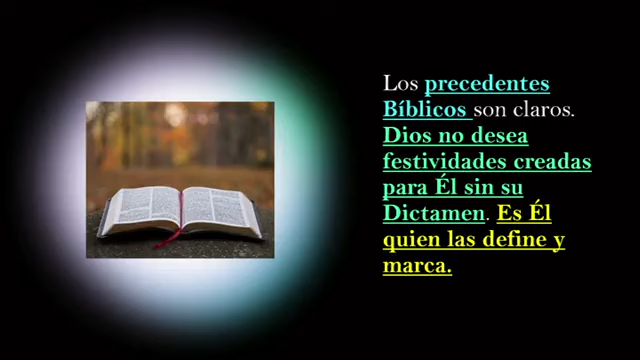 Los precedentes
Bíblicos son claros.
Dios no desea
festividades creadas
para Él sin su
Dictamen. Es Él
quien las define y
marca.